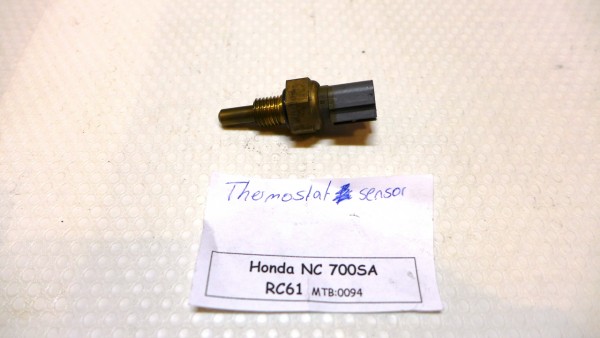 Thermostat sensor
Honda NC 700SA
RC61 MTB:0094